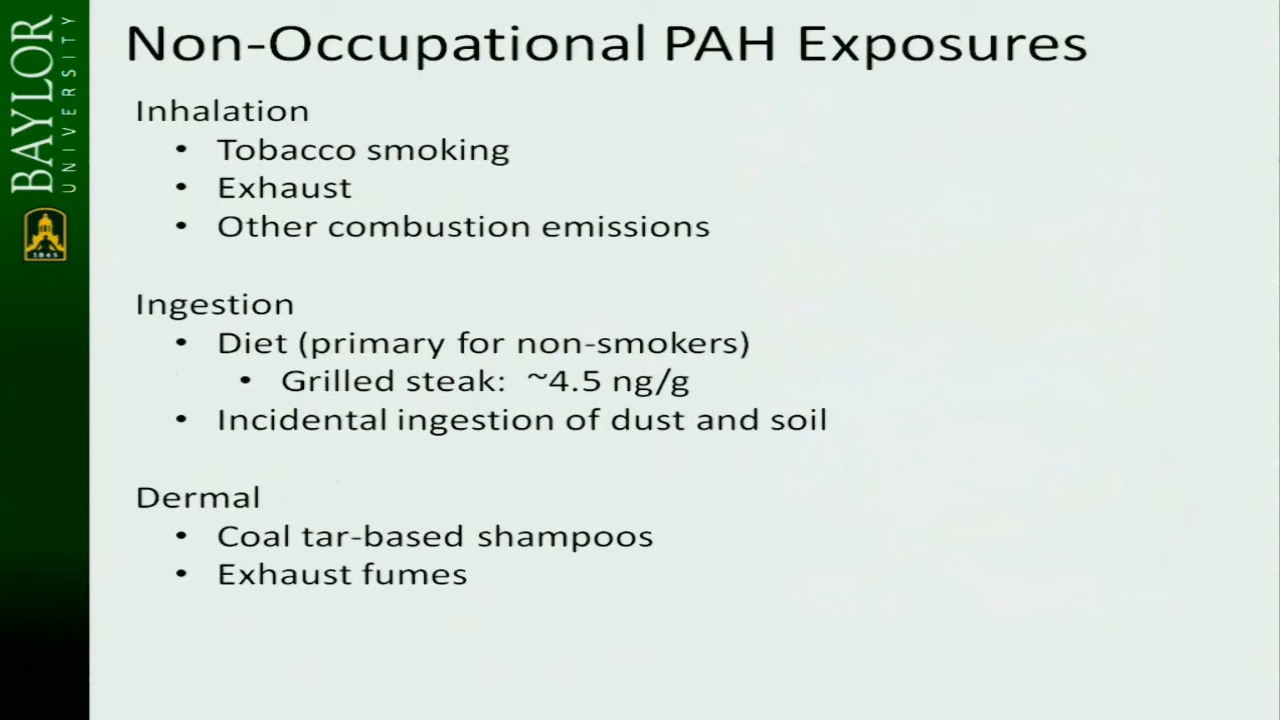 BAYLOR
UNIVERSITY
1845
Non-Occupational PAH Exposures
Inhalation
• Tobacco smoking
• Exhaust
• Other combustion emissions
Ingestion
• Diet (primary for non-smokers)
• Grilled steak: ~4.5 ng/g
• Incidental ingestion of dust and soil
Dermal
• Coal tar-based shampoos
• Exhaust fumes